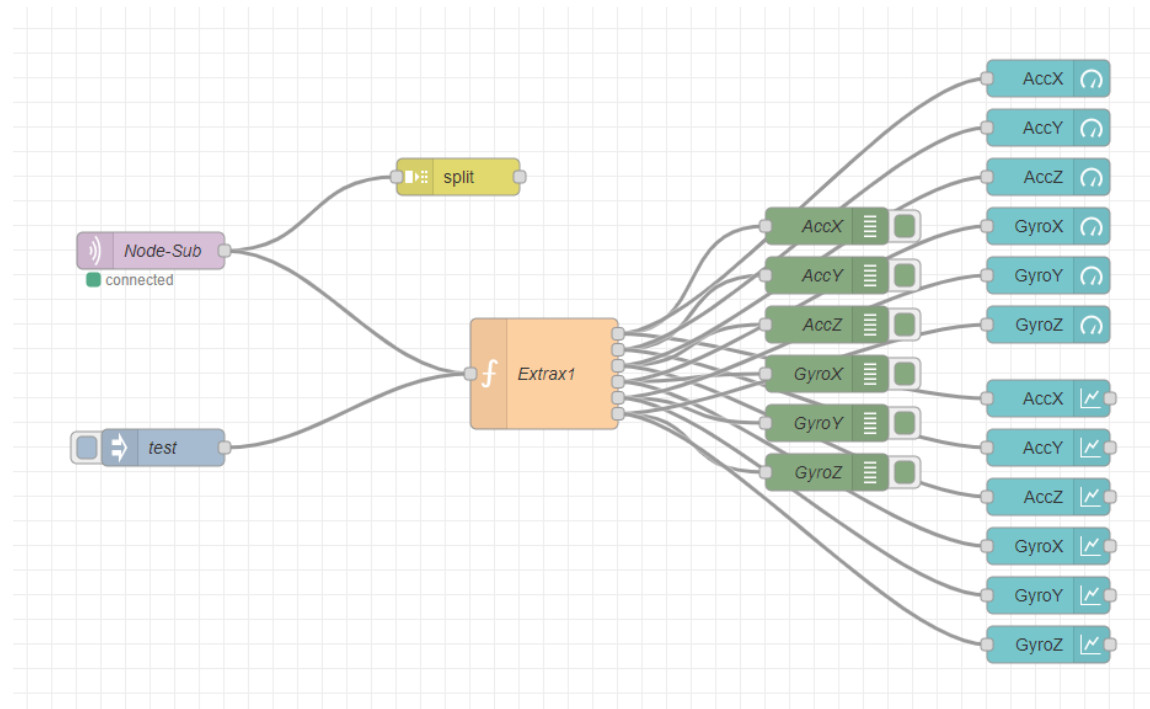 AccX
AccY
split
AccZ
AccX
GyroX
Node-Sub
connected
AccY
GyroY
AccZ
GyroZ
Extrax1
GyroX
AccX
GyroY
test
AccY
GyroZ
AccZ
GyroX
GyroY
GyroZ